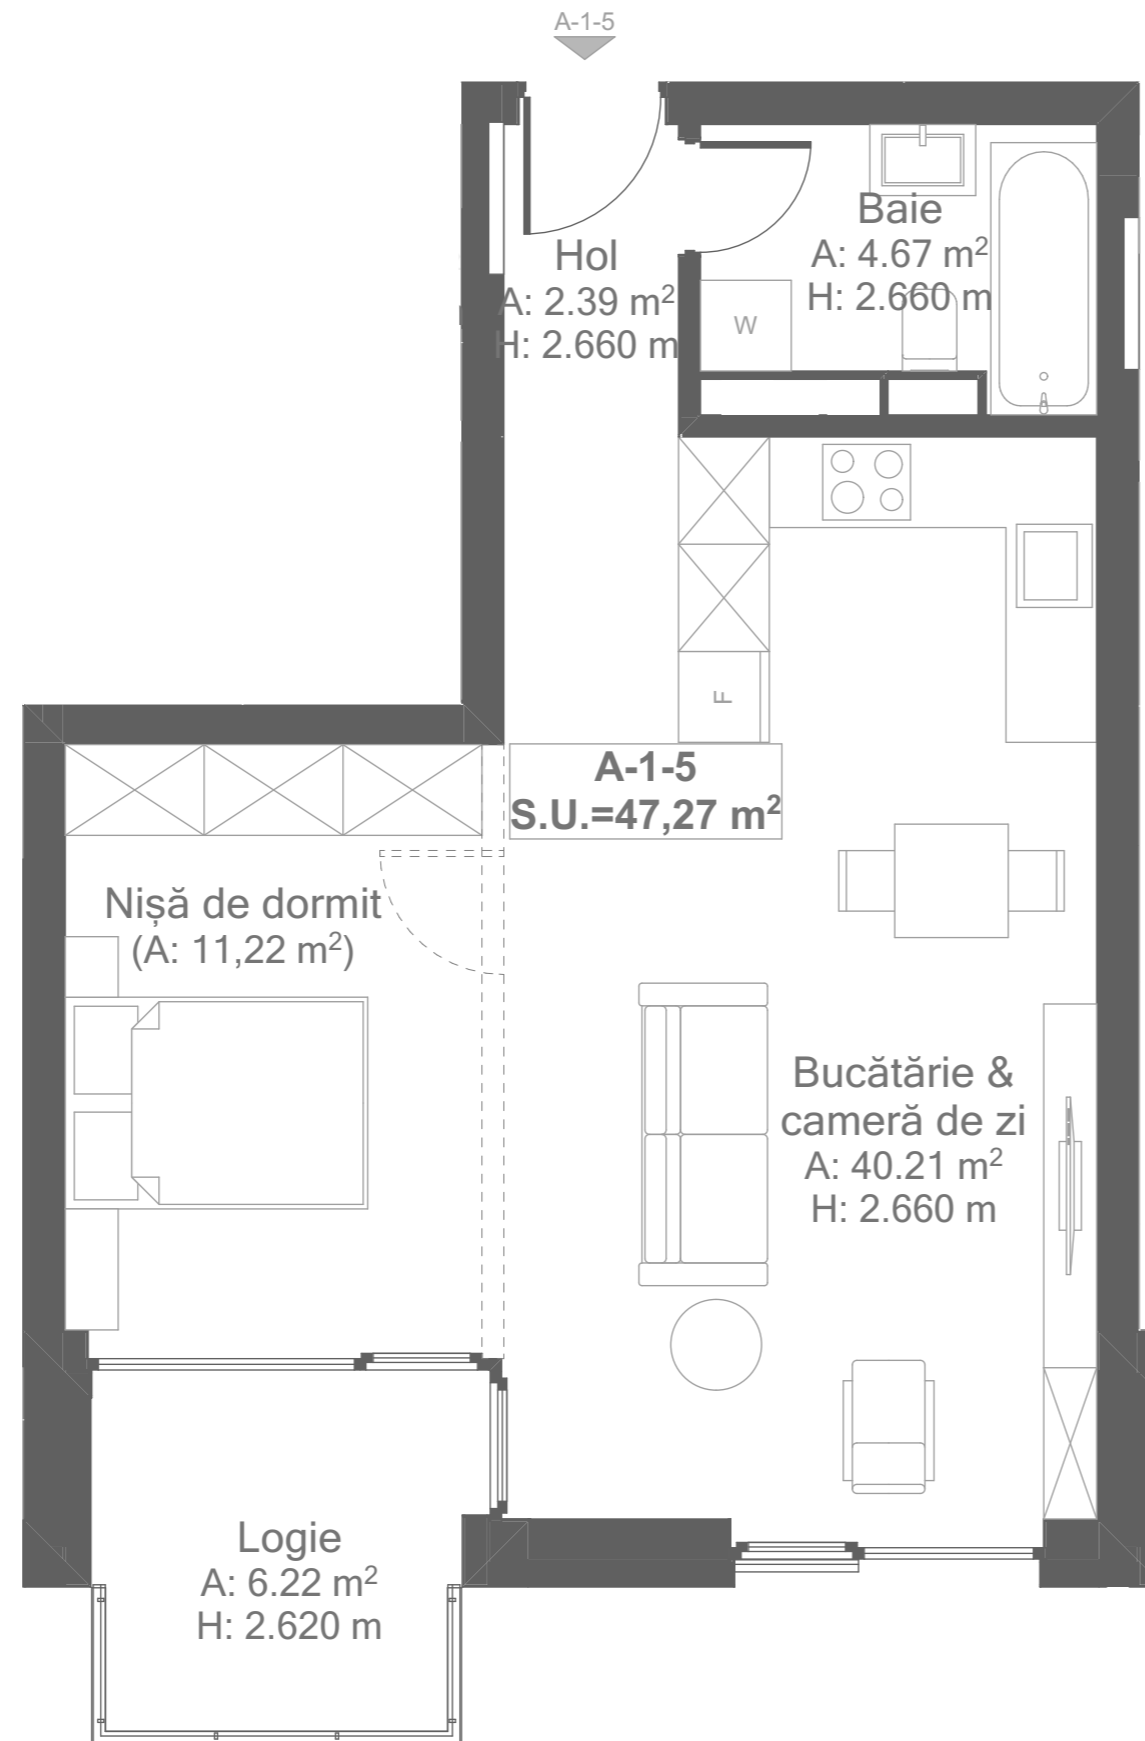 A-1-5
Baie
A: 4.67 m²
H: 2.660 m
Hol
A: 2.39 m²
H: 2.660 m
W
F
A-1-5
S.U.=47,27 m²
Nișă de dormit
(A: 11,22 m²)
Bucătărie &
cameră de zi
A: 40.21 m²
H: 2.660 m
Logie
A: 6.22 m²
H: 2.620 m